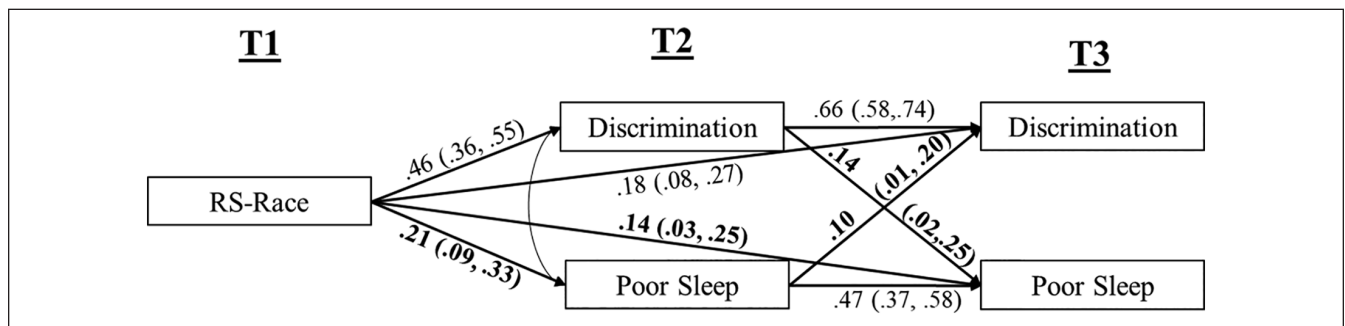 T1
T2
T3
.66 (.58,.74)
Discrimination
Discrimination
.46 (.36, .55)
.14
(.01, .20)
.18 (.08, .27)
RS-Race
.14 (.03, .25)
.10
(.02,.25)
.21 (.09, .33)
Poor Sleep
Poor Sleep
.47 (.37, .58)